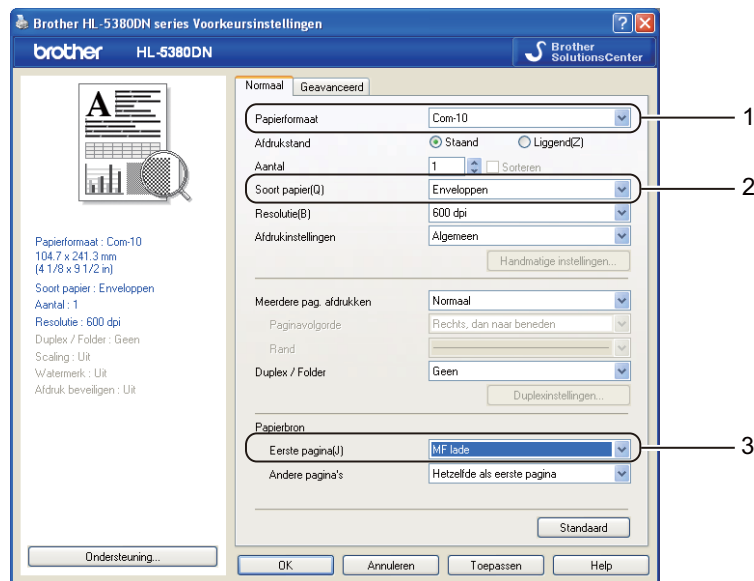 Brother HL-5380DN series Voorkeursinstellingen
brother HL-5380DN
Brother SolutionsCenter
Normaal Geavanceerd
A
Papierformaat Com-10 1
Afdrukstand Staand Liggend(Z)
Aantal 1 Sorteren
Soort papier(Q) Enveloppen 2
Resolutie(B) 600 dpi
Afdrukinstellingen Algemeen
Handmatige instellingen...
Meerdere pag. afdrukken Normaal
Paginavolgorde Rechts, dan naar beneden
Rand
Duplex / Folder Geen
Duplexinstellingen...
Papierbron
Eerste pagina(J) MF lade 3
Andere pagina's Hetzelfde als eerste pagina
Standaard
Papierformaat : Com-10
104.7 x 241.3 mm
(4 1/8 x 9 1/2 in)
Soort papier : Enveloppen
Aantal : 1
Resolutie : 600 dpi
Duplex / Folder : Geen
Scaling : Uit
Watermerk : Uit
Afdruk beveiligen : Uit
Ondersteuning...
OK Annuleren Toepassen Help